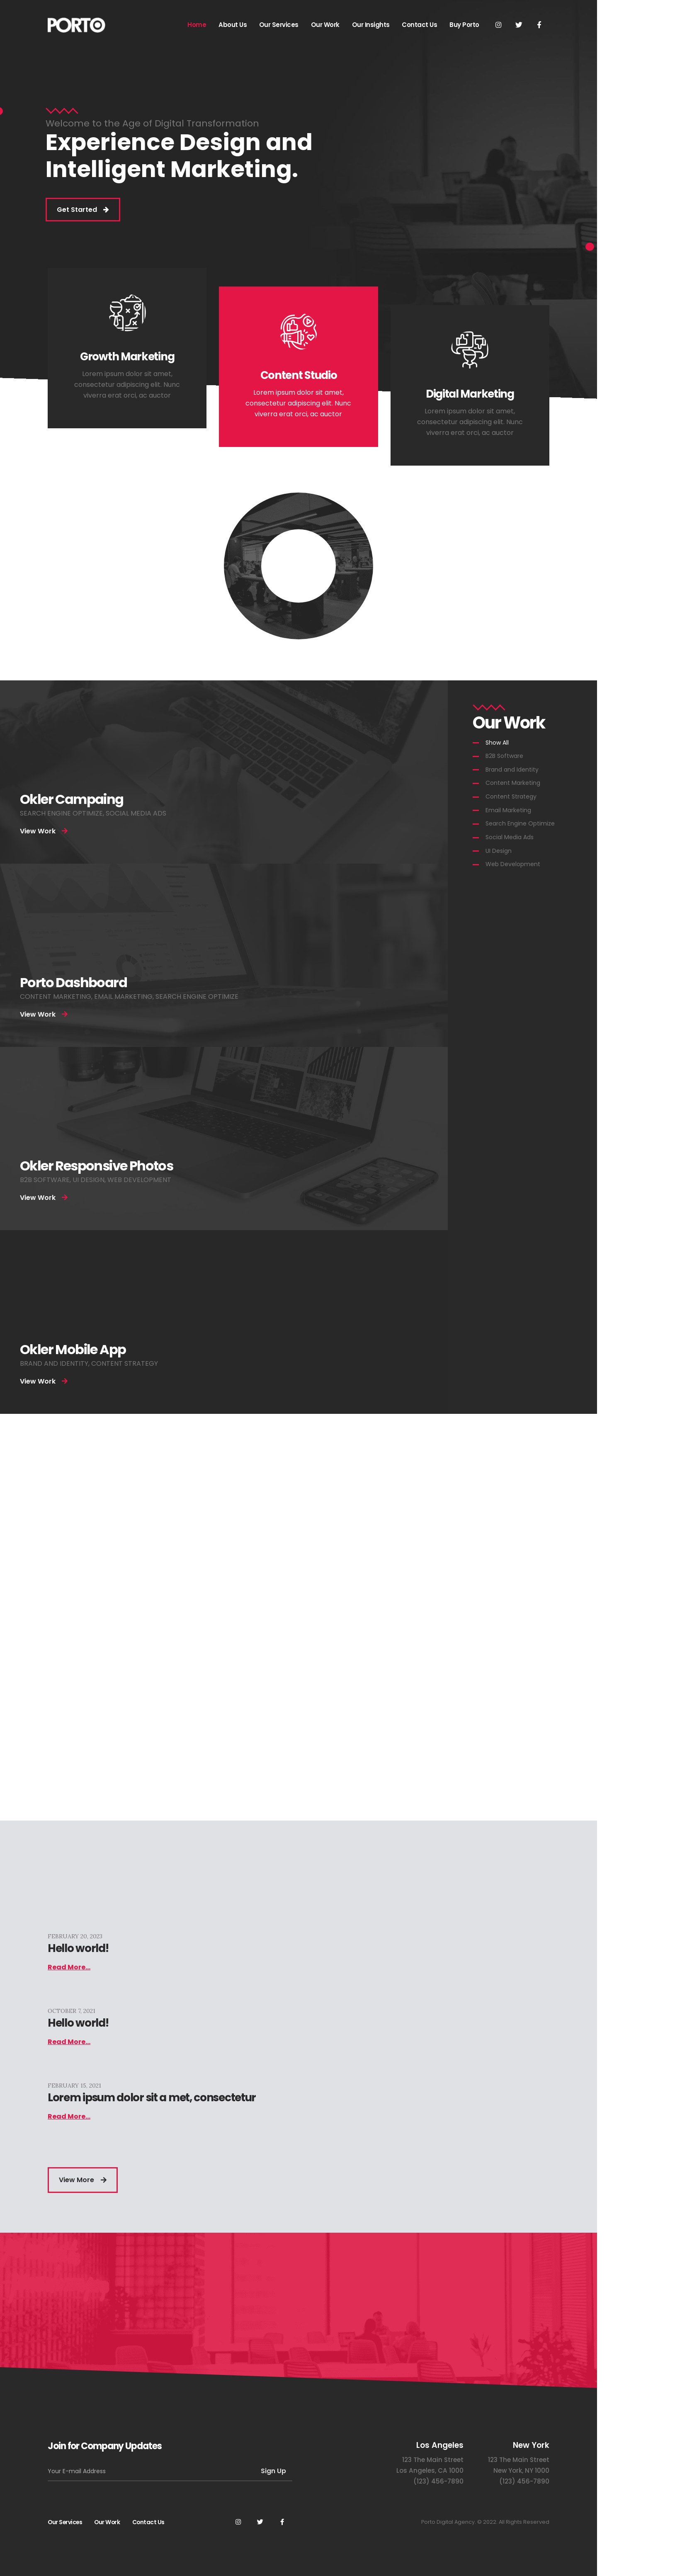 PORTO
Home About Us Our Services Our Work Our Insights Contact Us Buy Porto
Welcome to the Age of Digital Transformation
Experience Design and
Intelligent Marketing.
Get Started
Growth Marketing
Lorem ipsum dolor sit amet,
consectetur adipiscing elit. Nunc
viverra erat orci, ac auctor
Content Studio
Lorem ipsum dolor sit amet,
consectetur adipiscing elit. Nunc
viverra erat orci, ac auctor
Digital Marketing
Lorem ipsum dolor sit amet,
consectetur adipiscing elit. Nunc
viverra erat orci, ac auctor
Okler Campaing
SEARCH ENGINE OPTIMIZE, SOCIAL MEDIA ADS
View Work
Porto Dashboard
CONTENT MARKETING, EMAIL MARKETING, SEARCH ENGINE OPTIMIZE
View Work
Okler Responsive Photos
B2B SOFTWARE, UI DESIGN, WEB DEVELOPMENT
View Work
Okler Mobile App
BRAND AND IDENTITY, CONTENT STRATEGY
View Work
Our Work
Show All
B2B Software
Brand and Identity
Content Marketing
Content Strategy
Email Marketing
Search Engine Optimize
Social Media Ads
UI Design
Web Development
FEBRUARY 20, 2023
Hello world!
Read More...
OCTOBER 7, 2021
Hello world!
Read More...
FEBRUARY 15, 2021
Lorem ipsum dolor sit a met, consectetur
Read More...
View More
Join for Company Updates
Your E-mail Address
Sign Up
Los Angeles
123 The Main Street
Los Angeles, CA 1000
(123) 456-7890
New York
123 The Main Street
New York, NY 1000
(123) 456-7890
Our Services Our Work Contact Us
Porto Digital Agency. © 2022. All Rights Reserved